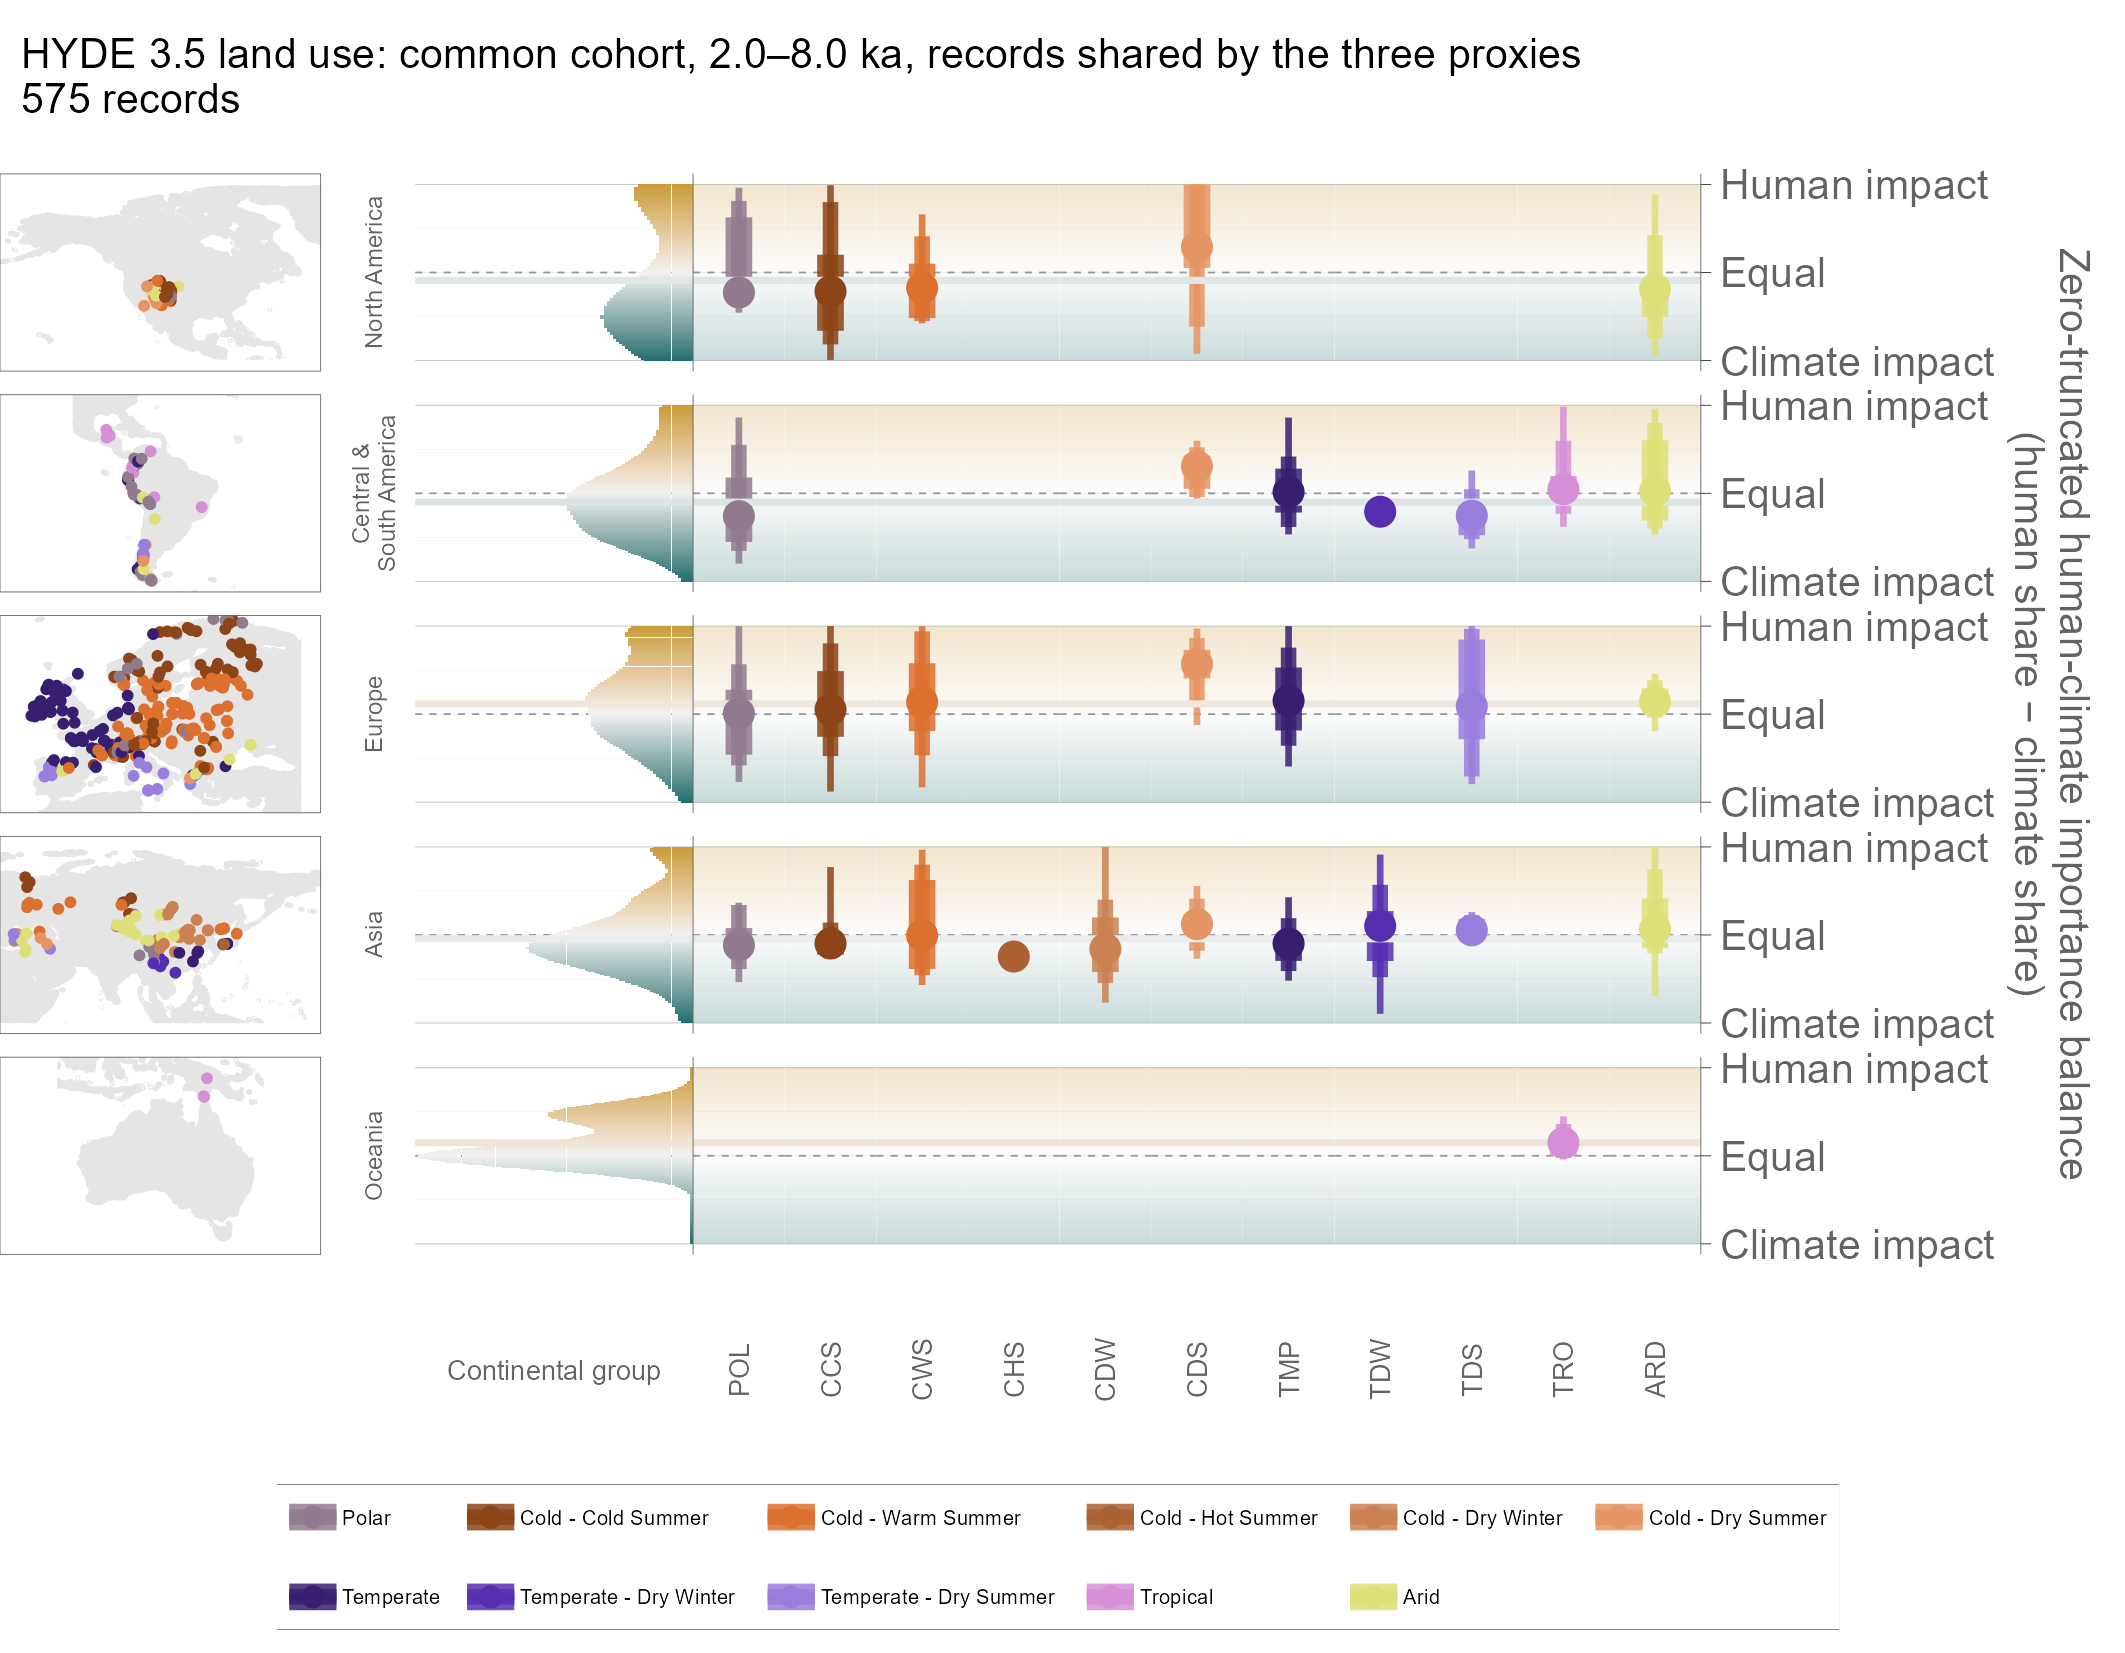 HYDE 3.5 land use: common cohort, 2.0–8.0 ka, records shared by the three proxies
575 records
North America
Human impact
Equal
Climate impact
Central &
South America
Human impact
Equal
Climate impact
Europe
Human impact
Equal
Climate impact
Asia
Human impact
Equal
Climate impact
Oceania
Human impact
Equal
Climate impact
Zero-truncated human-climate importance balance
(human share – climate share)
Continental group
POL
CCS
CWS
CHS
CDW
CDS
TMP
TDW
TDS
TRO
ARD
Polar
Cold - Cold Summer
Cold - Warm Summer
Cold - Hot Summer
Cold - Dry Winter
Cold - Dry Summer
Temperate
Temperate - Dry Winter
Temperate - Dry Summer
Tropical
Arid